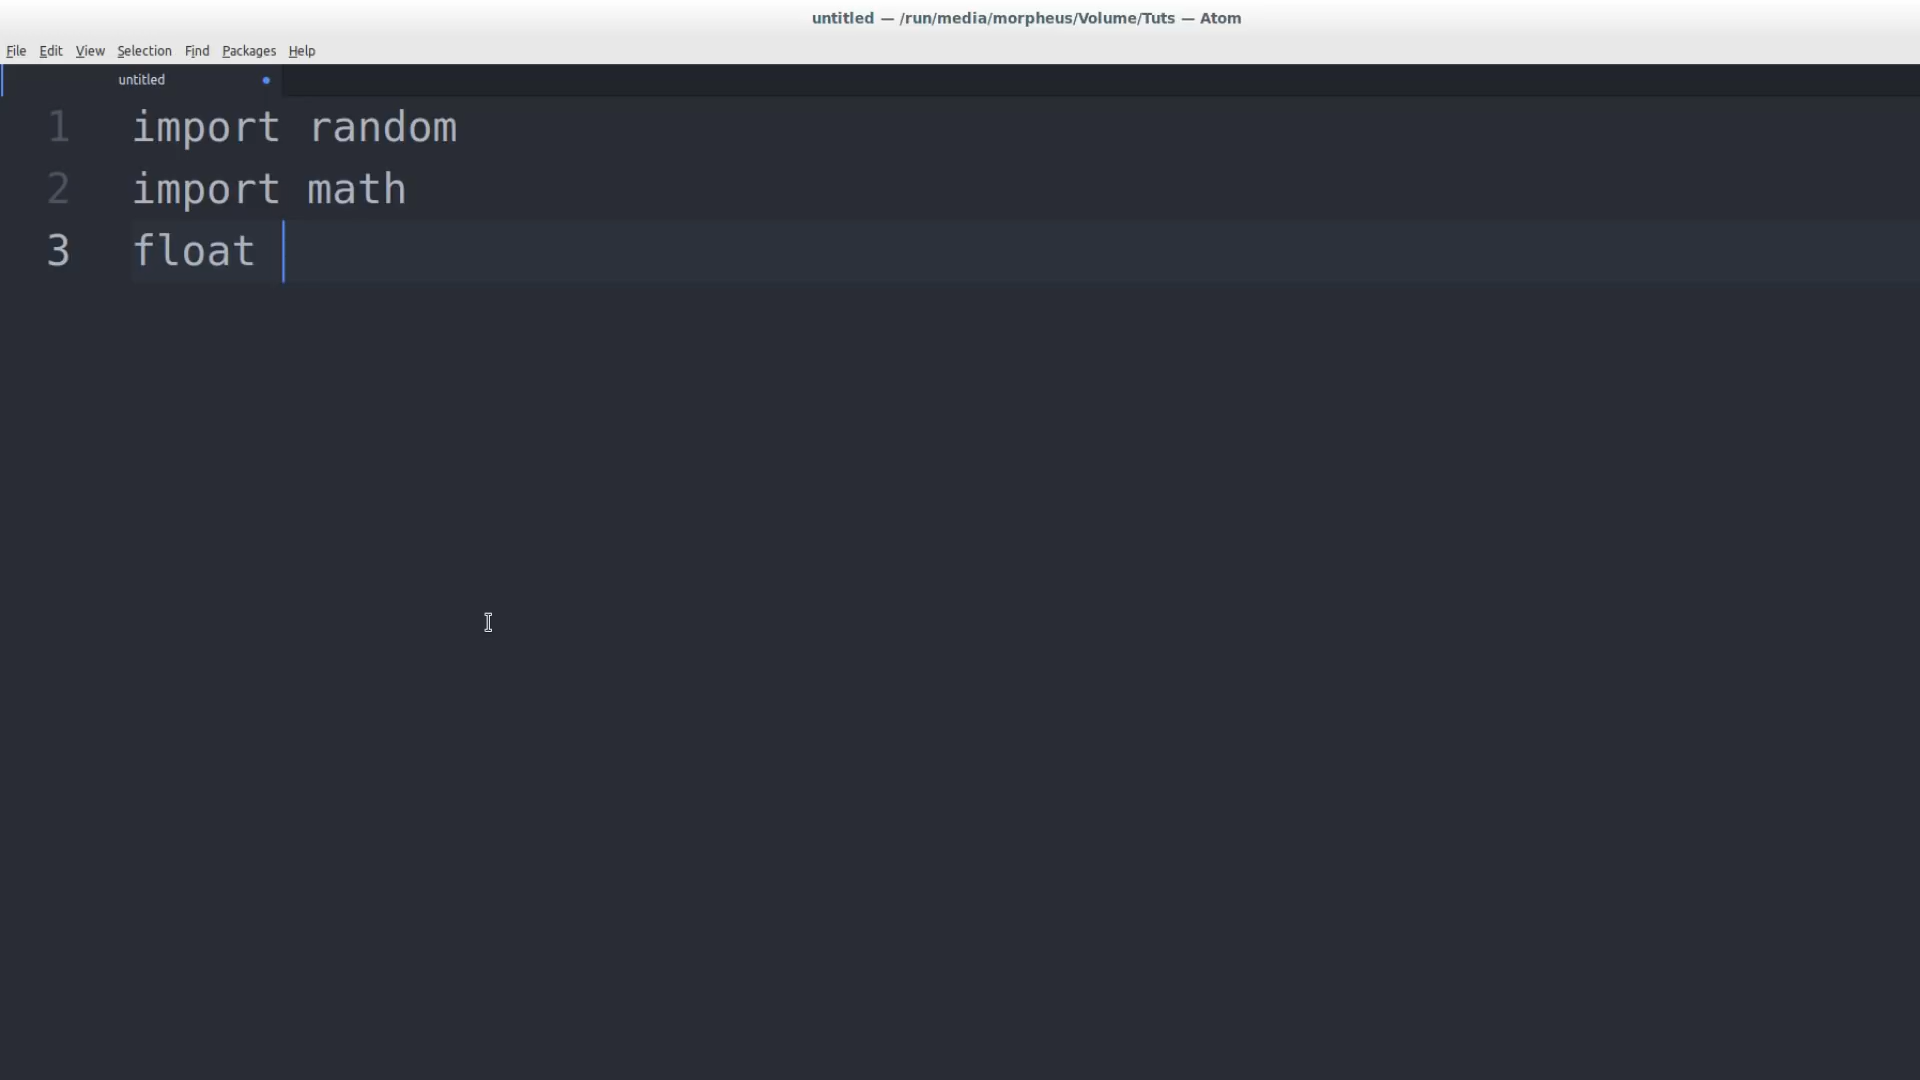 untitled — /run/media/morpheus/Volume/Tuts — Atom
File Edit View Selection Find Packages Help
untitled
1 import random
2 import math
3 float